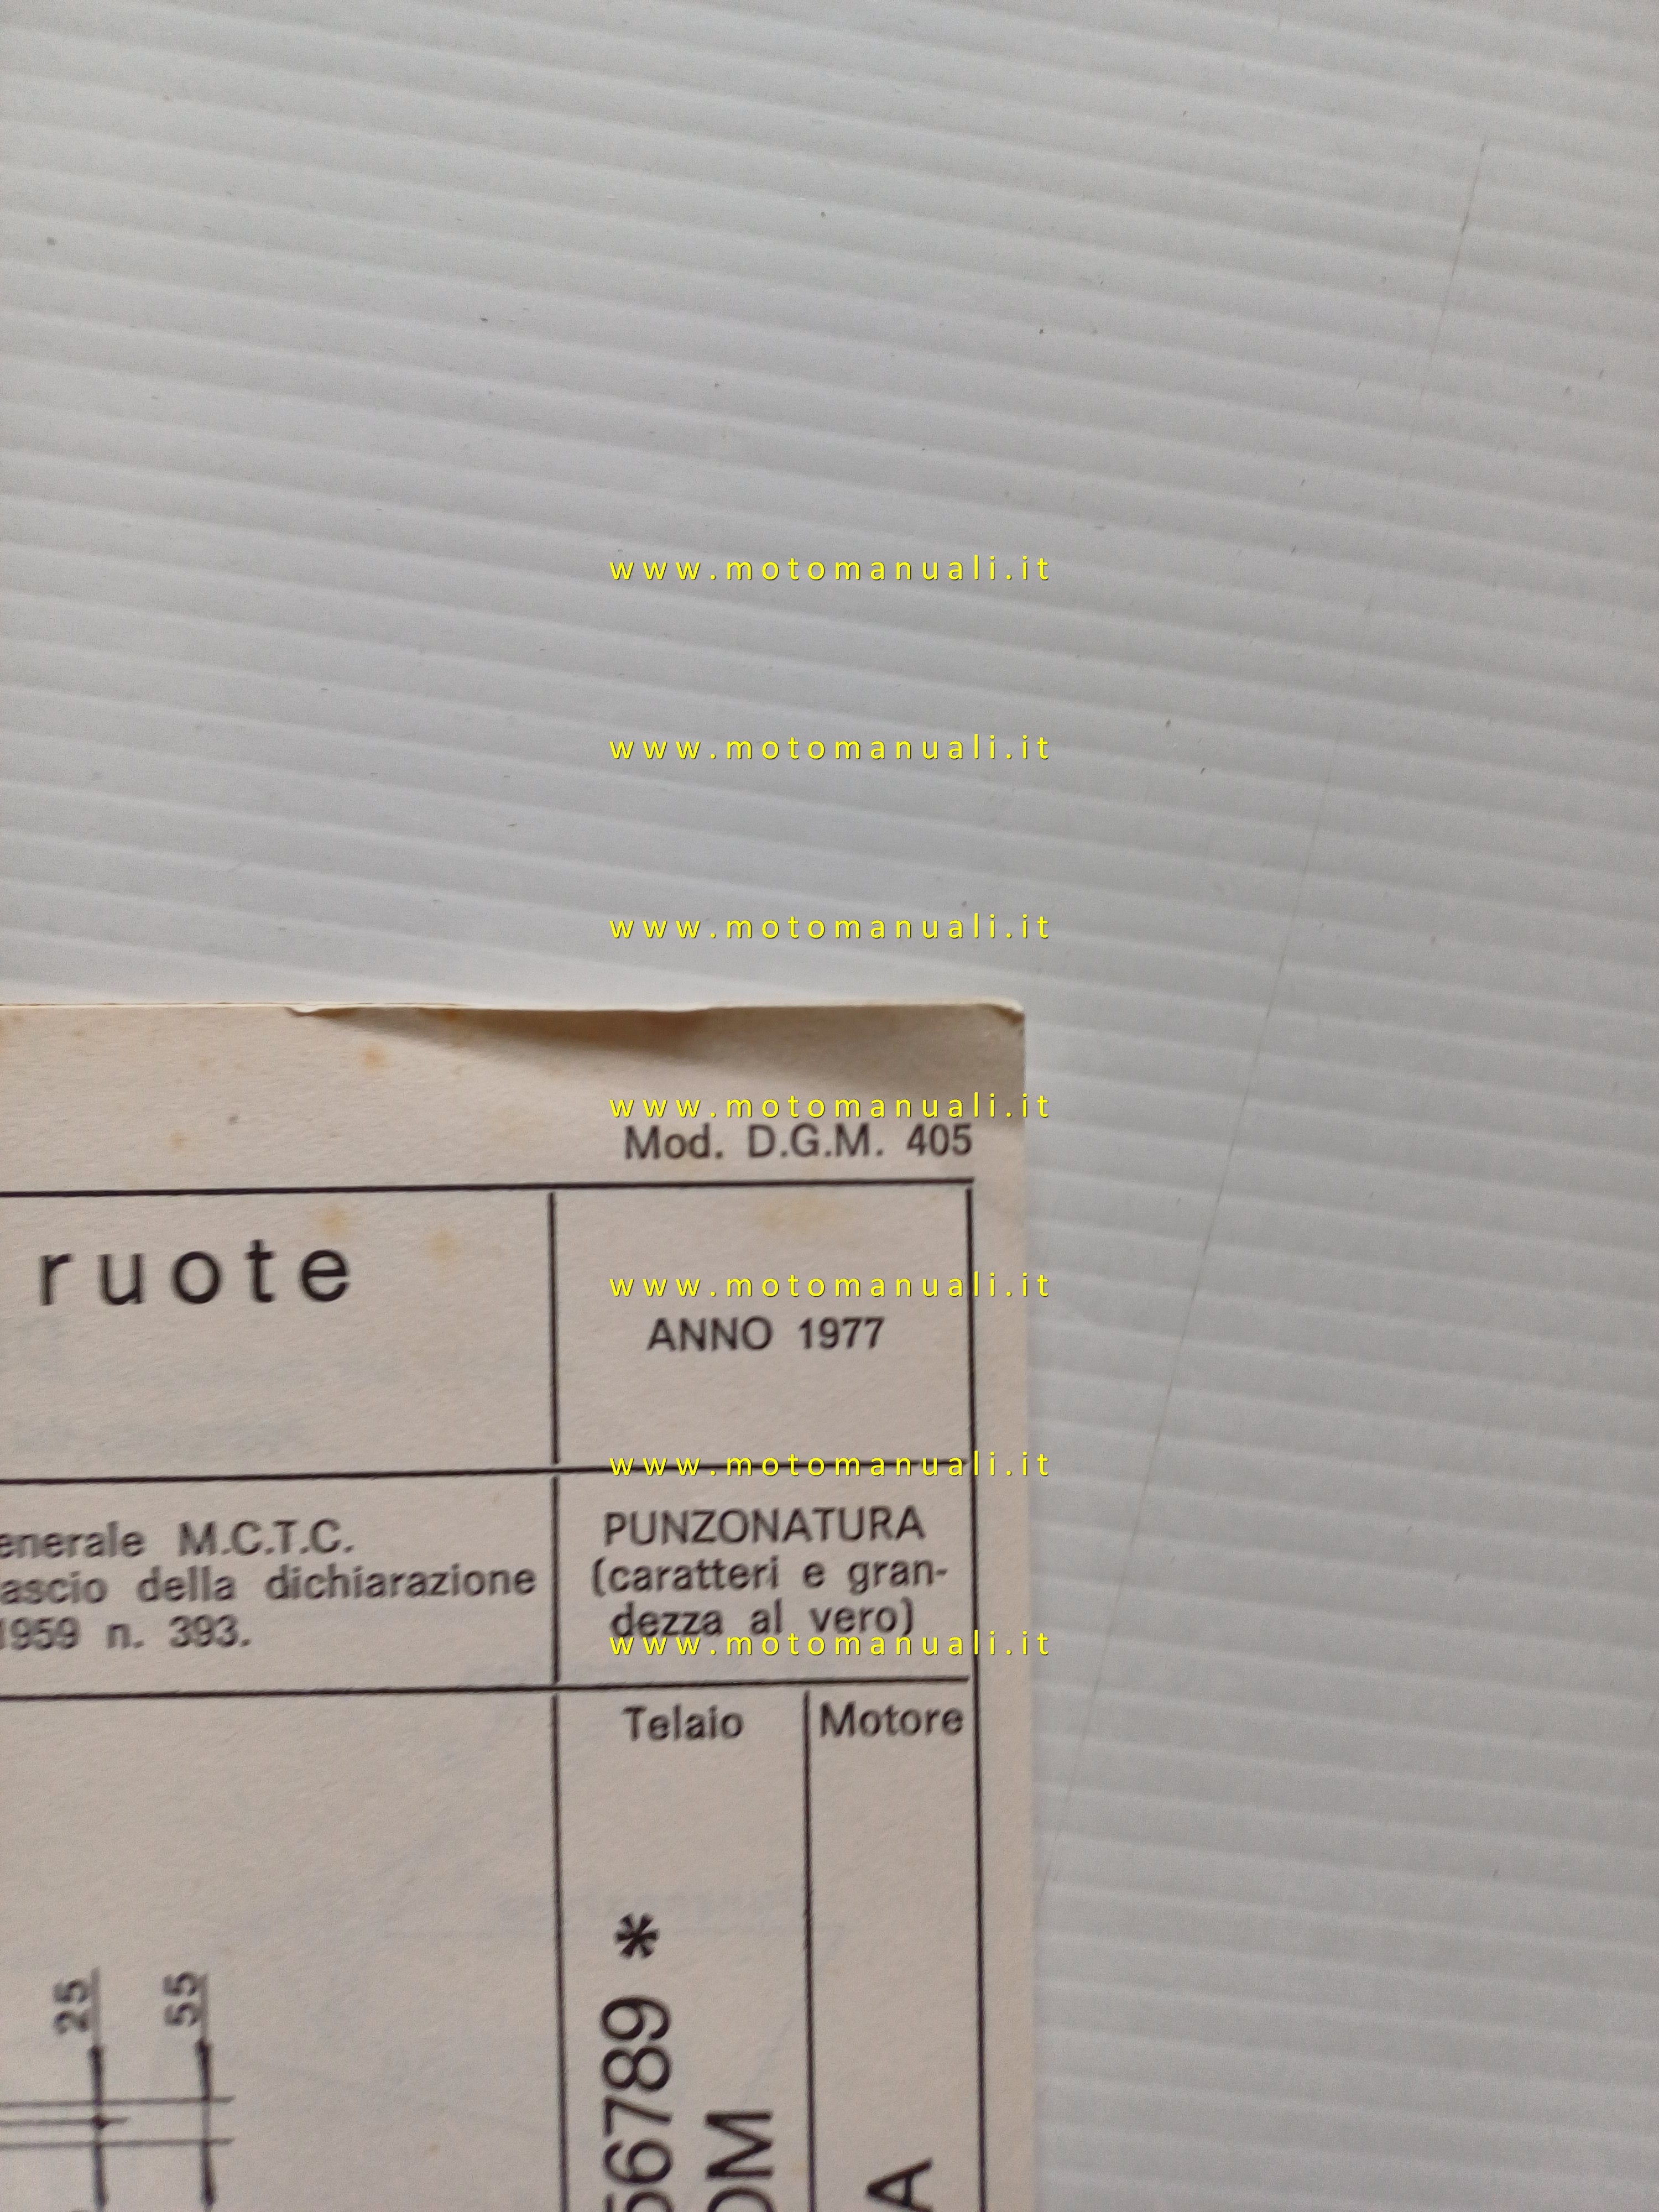 www.motomanuali.it
www.motomanuali.it
www.motomanuali.it
www.motomanuali.it
Mod. D.G.M. 405
ruote
www.motomanuali.it
ANNO 1977
www.motomanuali.it
enerale M.C.T.C.
ascio della dichiarazione
1959 n. 393.
PUNZONATURA
(caratteri e gran-
dezza al vero)
www.motomanuali.it
Telaio
Motore
25
55
56789 *
OM
A